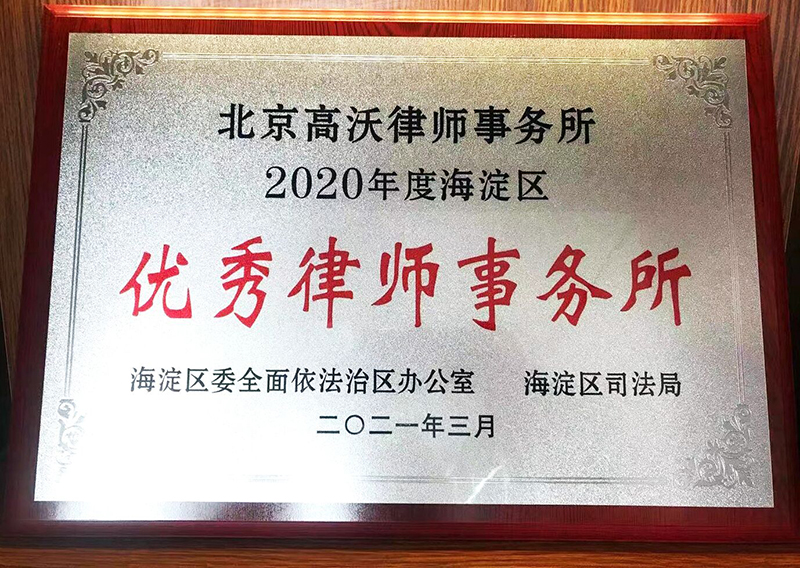 北京高沃律师事务所
2020年度海淀区
优秀律师事务所
海淀区委全面依法治区办公室 海淀区司法局
二〇二一年三月